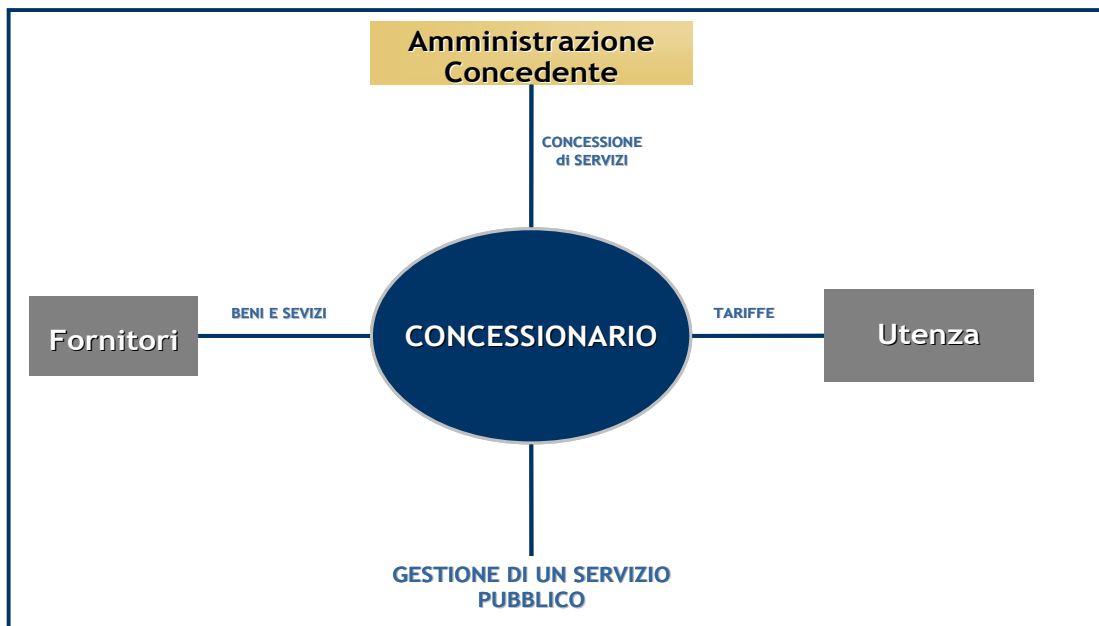 Amministrazione
Concedente
CONCESSIONE
di SERVIZI
Fornitori
BENI E SEVIZI
CONCESSIONARIO
TARIFFE
Utenza
GESTIONE DI UN SERVIZIO
PUBBLICO